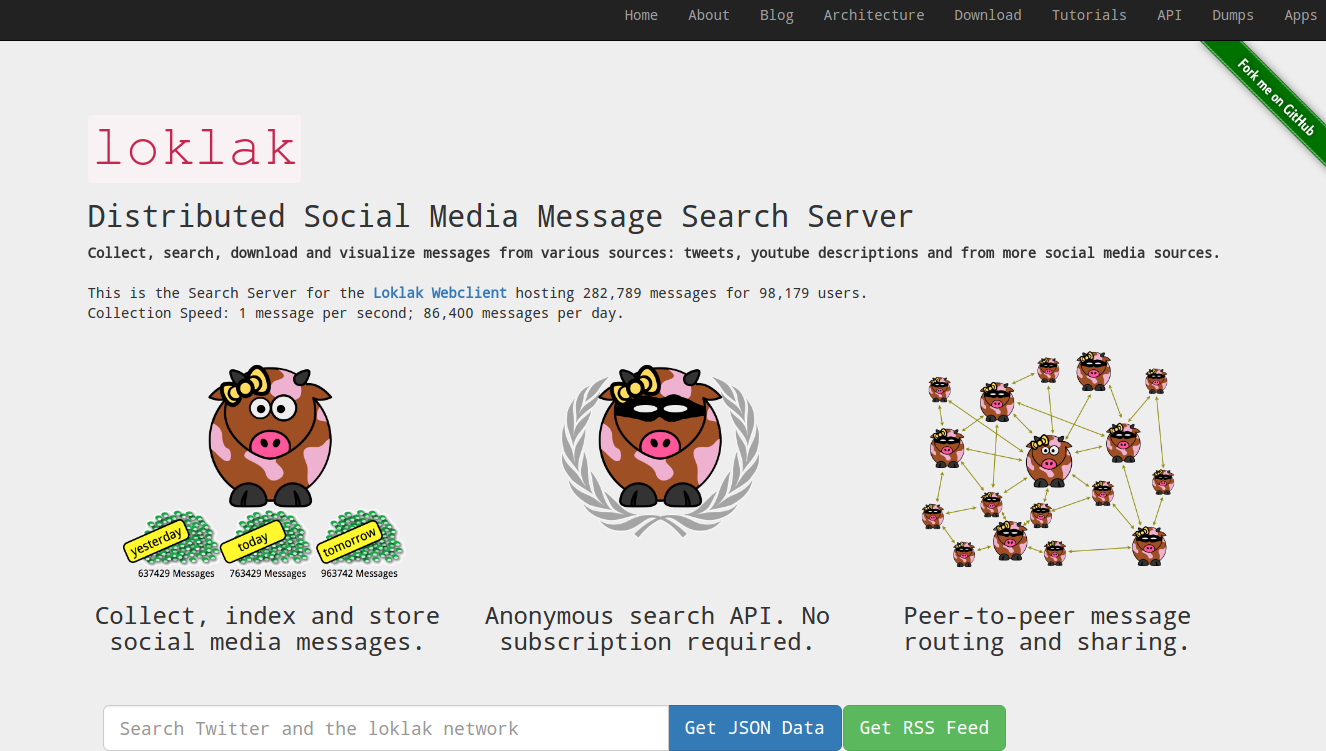 Home About Blog Architecture Download Tutorials API Dumps Apps
Fork me on GitHub
loklak
Distributed Social Media Message Search Server
Collect, search, download and visualize messages from various sources: tweets, youtube descriptions and from more social media sources.
This is the Search Server for the Loklak Webclient hosting 282,789 messages for 98,179 users.
Collection Speed: 1 message per second; 86,400 messages per day.
yesterday today tomorrow
637429 Messages 763429 Messages 963742 Messages
Collect, index and store
social media messages.
Anonymous search API. No
subscription required.
Peer-to-peer message
routing and sharing.
Search Twitter and the loklak network Get JSON Data Get RSS Feed